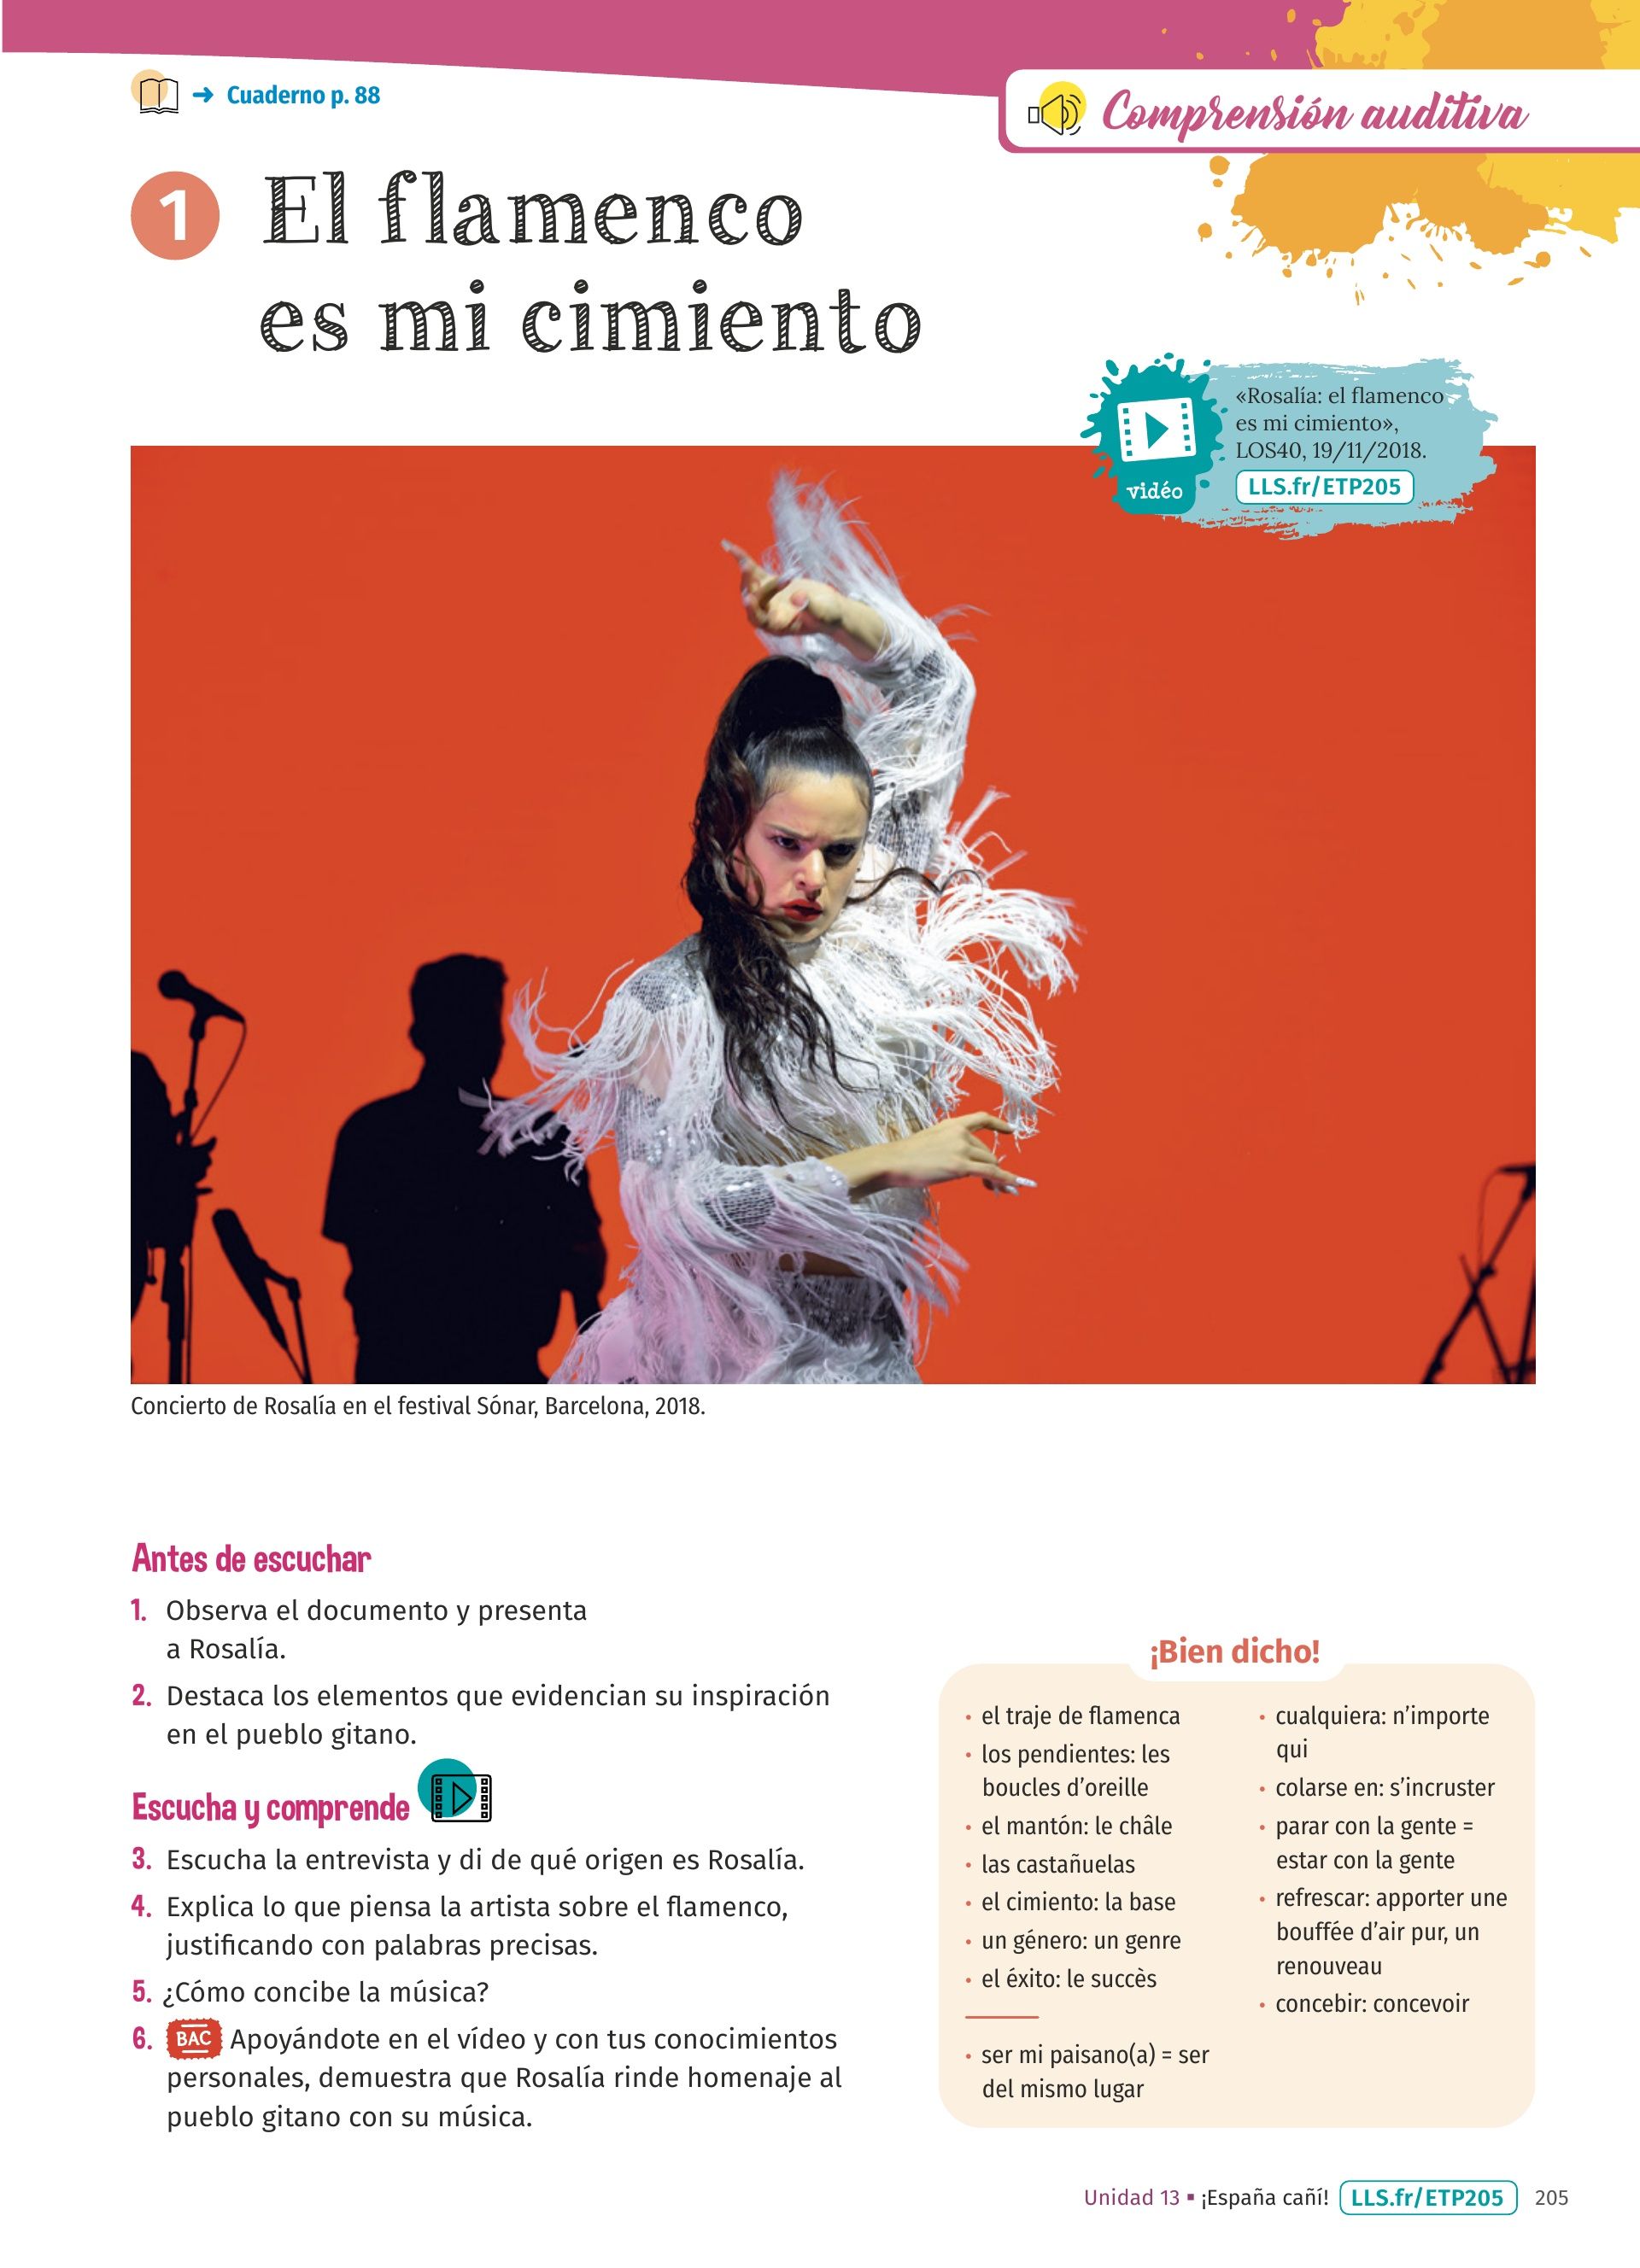 → Cuaderno p. 88
Comprensión auditiva
1 El flamenco
es mi cimiento
«Rosalía: el flamenco
es mi cimiento»,
LOS40, 19/11/2018.
LLS.fr/ETP205
vidéo
Concierto de Rosalía en el festival Sónar, Barcelona, 2018.
Antes de escuchar
1. Observa el documento y presenta
a Rosalía.
2. Destaca los elementos que evidencian su inspiración
en el pueblo gitano.
Escucha y comprende
3. Escucha la entrevista y di de qué origen es Rosalía.
4. Explica lo que piensa la artista sobre el flamenco,
justificando con palabras precisas.
5. ¿Cómo concibe la música?
6. BAC Apoyándote en el vídeo y con tus conocimientos
personales, demuestra que Rosalía rinde homenaje al
pueblo gitano con su música.
¡Bien dicho!
• el traje de flamenca
• los pendientes: les
boucles d'oreille
• el mantón: le châle
• las castañuelas
• el cimiento: la base
• un género: un genre
• el éxito: le succès
• ser mi paisano(a) = ser
del mismo lugar
• cualquiera: n'importe
qui
• colarse en: s'incruster
• parar con la gente =
estar con la gente
• refrescar: apporter une
bouffée d'air pur, un
renouveau
• concebir: concevoir
Unidad 13 ▪ ¡España cañí! LLS.fr/ETP205 205